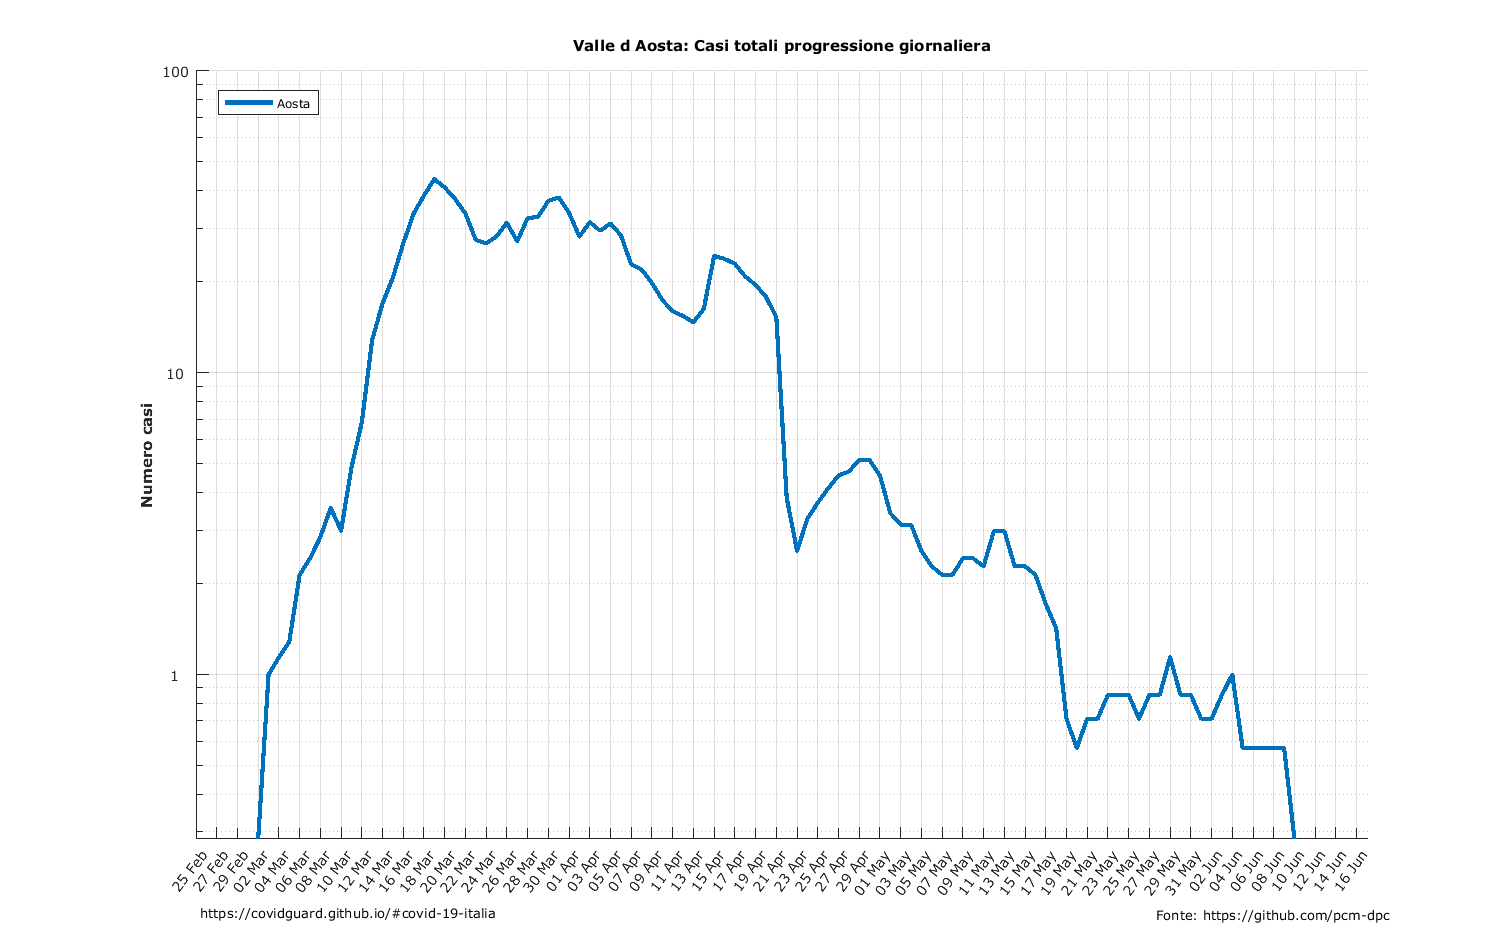 Valle d Aosta: Casi totali progressione giornaliera
100
Aosta
10
Numero casi
1
25 Feb
27 Feb
29 Feb
02 Mar
04 Mar
06 Mar
08 Mar
10 Mar
12 Mar
14 Mar
16 Mar
18 Mar
20 Mar
22 Mar
24 Mar
26 Mar
28 Mar
30 Mar
01 Apr
03 Apr
05 Apr
07 Apr
09 Apr
11 Apr
13 Apr
15 Apr
17 Apr
19 Apr
21 Apr
23 Apr
25 Apr
27 Apr
29 Apr
01 May
03 May
05 May
07 May
09 May
11 May
13 May
15 May
17 May
19 May
21 May
23 May
25 May
27 May
29 May
31 May
02 Jun
04 Jun
06 Jun
08 Jun
10 Jun
12 Jun
14 Jun
16 Jun
https://covidguard.github.io/#covid-19-italia
Fonte: https://github.com/pcm-dpc